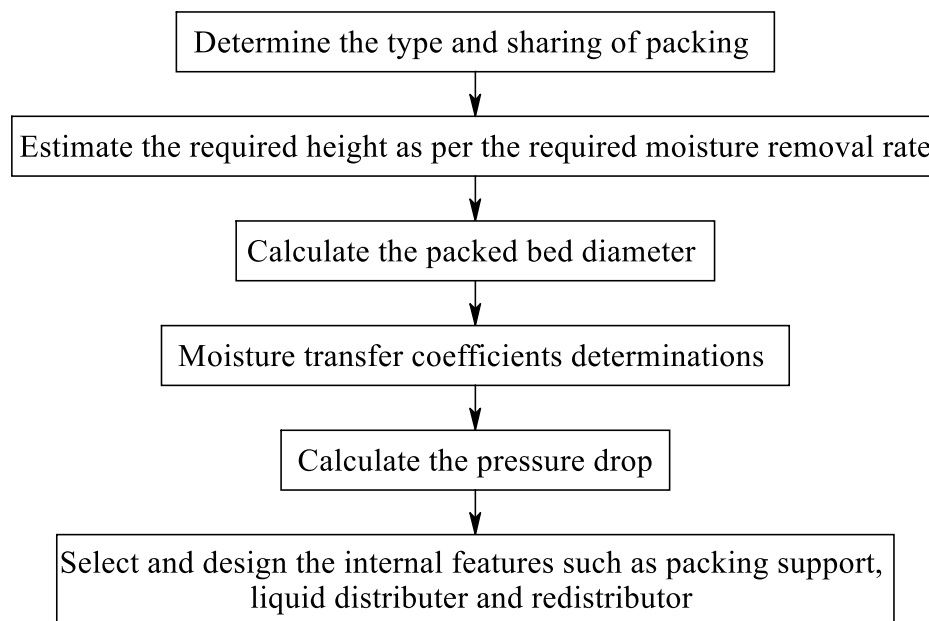 Determine the type and sharing of packing
Estimate the required height as per the required moisture removal rate
Calculate the packed bed diameter
Moisture transfer coefficients determinations
Calculate the pressure drop
Select and design the internal features such as packing support,
liquid distributer and redistributor